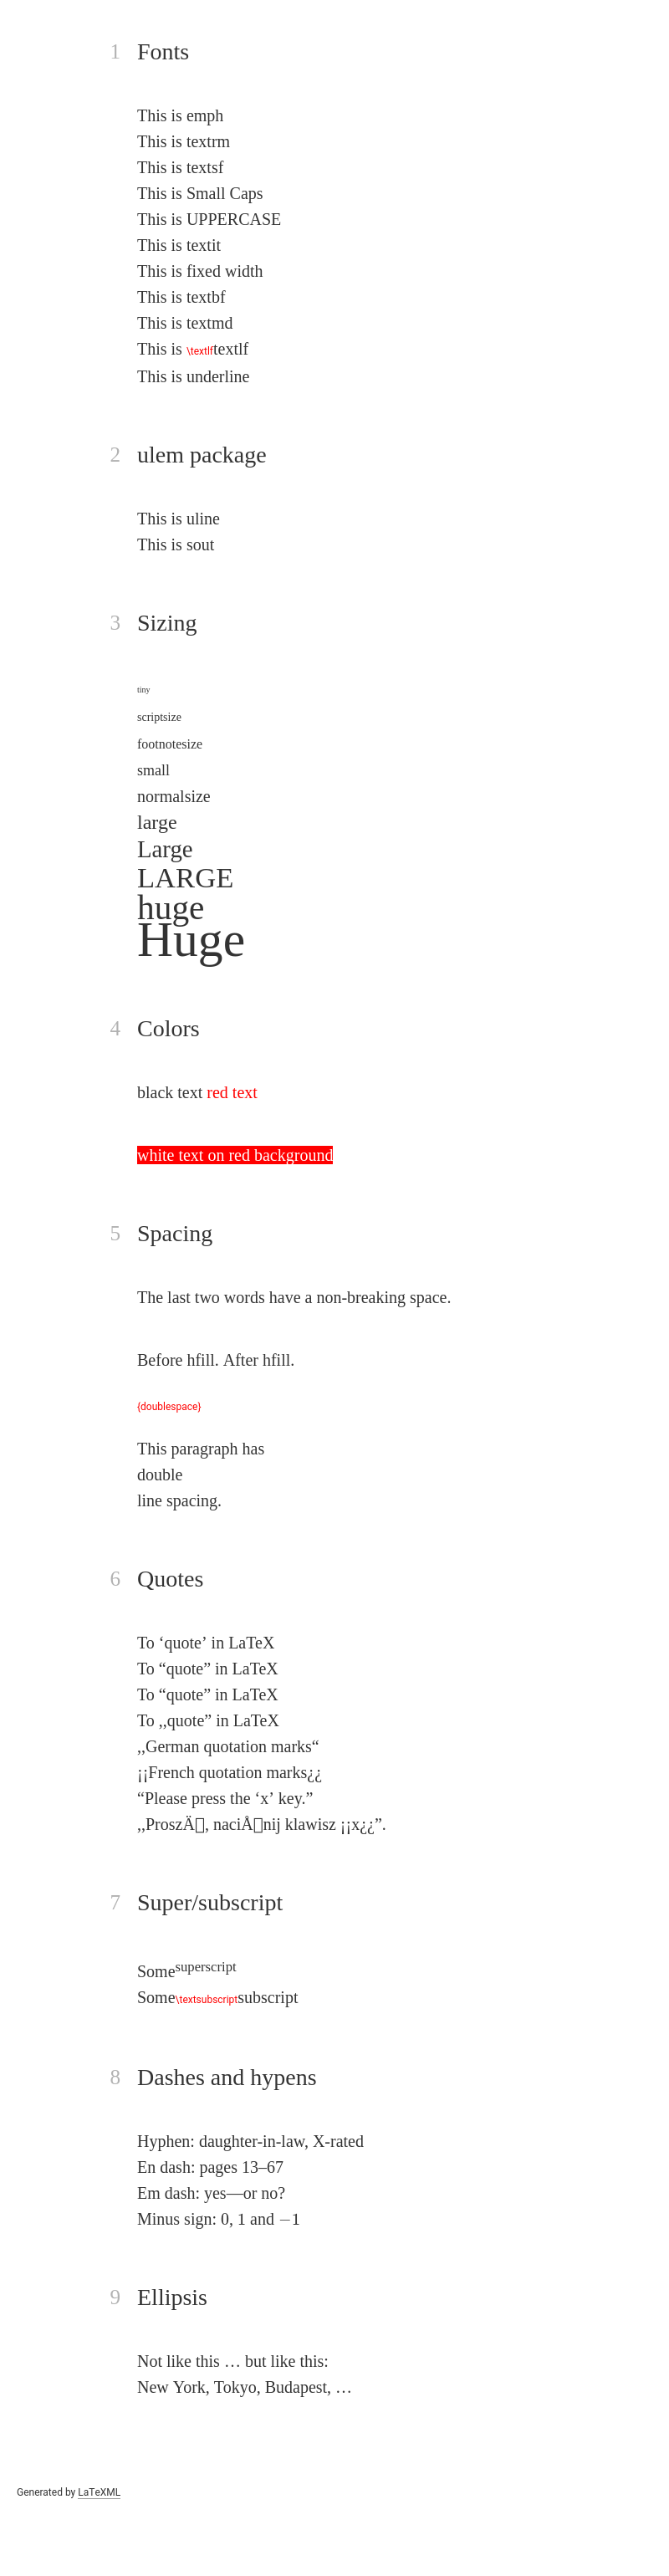 1 Fonts
This is emph
This is textrm
This is textsf
This is Small Caps
This is UPPERCASE
This is textit
This is fixed width
This is textbf
This is textmd
This is \textlftextlf
This is underline
2 ulem package
This is uline
This is sout
3 Sizing
tiny
scriptsize
footnotesize
small
normalsize
large
Large
LARGE
huge
Huge
4 Colors
black text red text
white text on red background
5 Spacing
The last two words have a non-breaking space.
Before hfill. After hfill.
{doublespace}
This paragraph has
double
line spacing.
6 Quotes
To ‘quote’ in LaTeX
To “quote” in LaTeX
To “quote” in LaTeX
To ,,quote” in LaTeX
,,German quotation marks“
¡¡French quotation marks¿¿
“Please press the ‘x’ key.”
,,ProszÄ▯, naciÅ▯nij klawisz ¡¡x¿¿”.
7 Super/subscript
Somesuperscript
Some\textsubscriptsubscript
8 Dashes and hypens
Hyphen: daughter-in-law, X-rated
En dash: pages 13–67
Em dash: yes—or no?
Minus sign: 0, 1 and −1
9 Ellipsis
Not like this … but like this:
New York, Tokyo, Budapest, …
Generated by LaTeXML